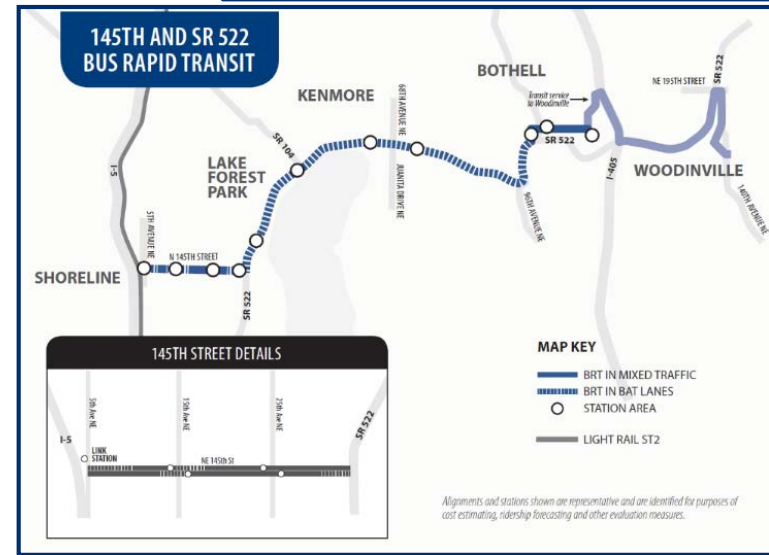 145TH AND SR 522
BUS RAPID TRANSIT
BOTHELL
NE 195TH STREET
SR 522
KENMORE
68TH AVENUE NE
Transit service
to Woodinville
SR 104
SR 522
I-5
LAKE
FOREST
PARK
JUANITA DRIVE NE
I-405
WOODINVILLE
96TH AVENUE NE
140TH AVENUE NE
5TH AVENUE NE
N 145TH STREET
SHORELINE
SR 522
145TH STREET DETAILS
MAP KEY
BRT IN MIXED TRAFFIC
BRT IN BAT LANES
STATION AREA
LIGHT RAIL ST2
5th Ave NE
15th Ave NE
25th Ave NE
I-5
SR 522
LINK
STATION
NE 145th St
Alignments and stations shown are representative and are identified for purposes of
cost estimating, ridership forecasting and other evaluation measures.